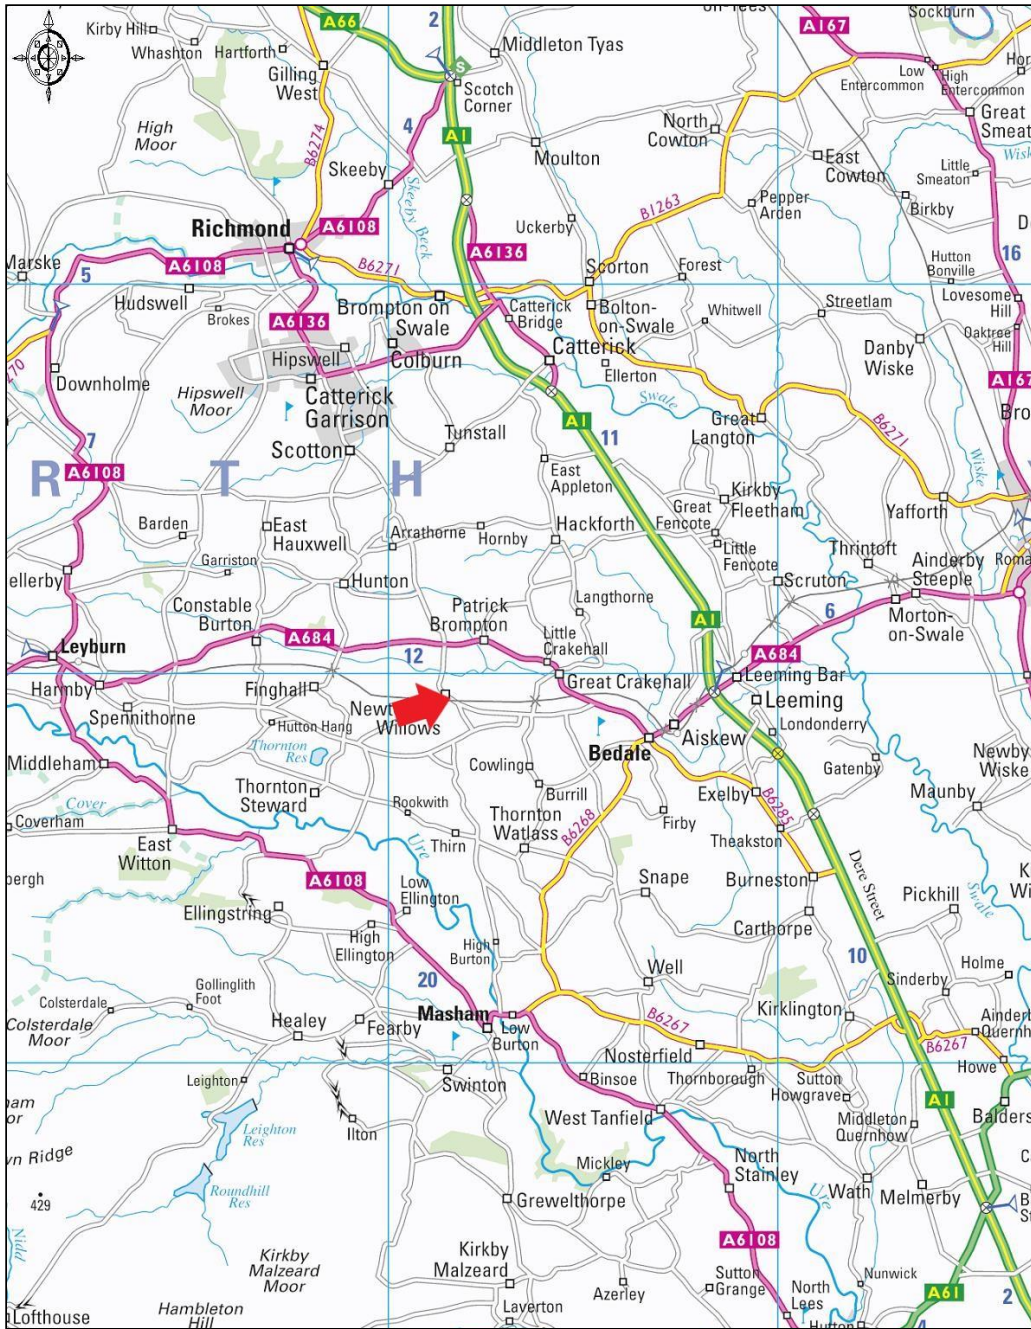 Kirby Hill
Whashton
Hartforth
A66
2
Middleton Tyas
A167
Sockburn
Gilling
West
S
Scotch
Corner
Low
Entercommon
High
Entercommon
High
Moor
B6274
4
A1
North
Cowton
Great
Skeeby
Moulton
East
Cowton
Little
Smeaton
Skeeby Beck
Pepper
Arden
Birkby
Richmond
A6108
Uckerby
B1263
A6136
Marske
5
A6108
B6271
Scorton
Forest
Hutton
Bonville
16
Hudswell
Brompton on
Swale
Catterick
Bridge
Bolton-
on-Swale
Whitwell
Streetlam
Lovesome
Hill
Brokes
A6136
Oaktree
Hill
Hipswell
Colburn
Catterick
Danby
Wiske
Downholme
Hipswell
Moor
Ellerton
A167
Catterick
Garrison
Swale
Great
Langton
7
Scotton
Tunstall
A1
11
B6271
A6108
R T H
East
Appleton
Wiske
Kirkby
Fleetham
Yafforth
Barden
East
Hauxwell
Arrathorne
Hornby
Hackforth
Great
Fencote
Little
Fencote
Thrintoft
Ainderby
Steeple
Garriston
Hunton
Scruton
Constable
Burton
Patrick
Brompton
Langthorne
A1
6
Morton-
on-Swale
A684
Little
Crakehall
A684
Leyburn
12
Leeming Bar
Harmby
Finghall
Great Crakehall
Leeming
Spennithorne
Hutton Hang
Willows
Londonderry
Aiskew
Bedale
Middleham
Thornton
Res
Gatenby
Newby
Wiske
Cowling
Thornton
Steward
Burrill
Exelby
Maunby
Cover
Rookwith
Thornton
Watlass
B6268
Firby
B6285
Coverham
Thirn
Theakston
East
Witton
Ure
Dere Street
A6108
Low
Ellington
Snape
Burneston
Pickhill
Swale
Ellingstring
Carthorpe
High
Ellington
High
Burton
10
20
Well
Sinderby
Holme
Gollinglith
Foot
Colsterdale
Masham
Kirklington
Colsterdale
Moor
Healey
Fearby
Low
Burton
B6267
B6267
Nosterfield
Howe
Leighton
Swinton
Binsoe
Thornborough
Sutton
Howgrave
A1
Ilton
West Tanfield
Middleton
Quernhow
Leighton
Res
North
Stainley
Mickley
Roundhill
Res
Ure
Wath
Melmerby
429
Grewelthorpe
Nidd
Kirkby
Malzeard
Moor
Kirkby
Malzeard
A6108
Azerley
Sutton
Grange
Nunwick
A61
North
Lees
2
Lofthouse
Hambleton
Hill
Laverton